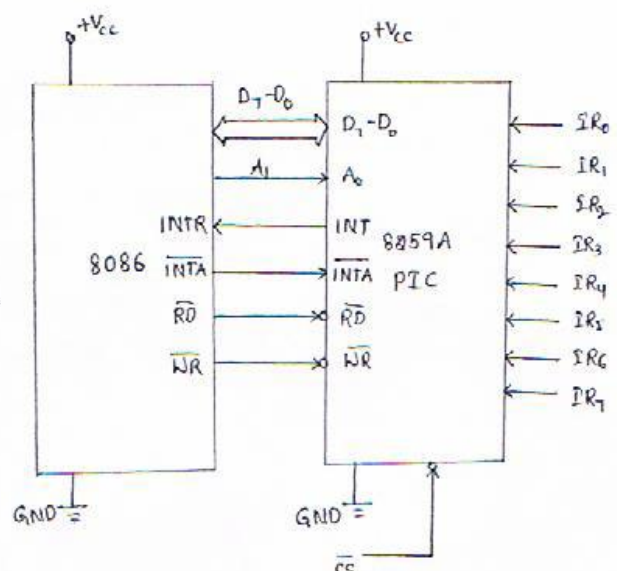 +Vcc +Vcc
D7-D0
D7-D0 IR0
A1 A0 IR1
INTR INT IR2
8086 8859A IR3
INTA INTA PIC IR4
RD RD IR5
WR WR IR6
IR7
GND GND
CS